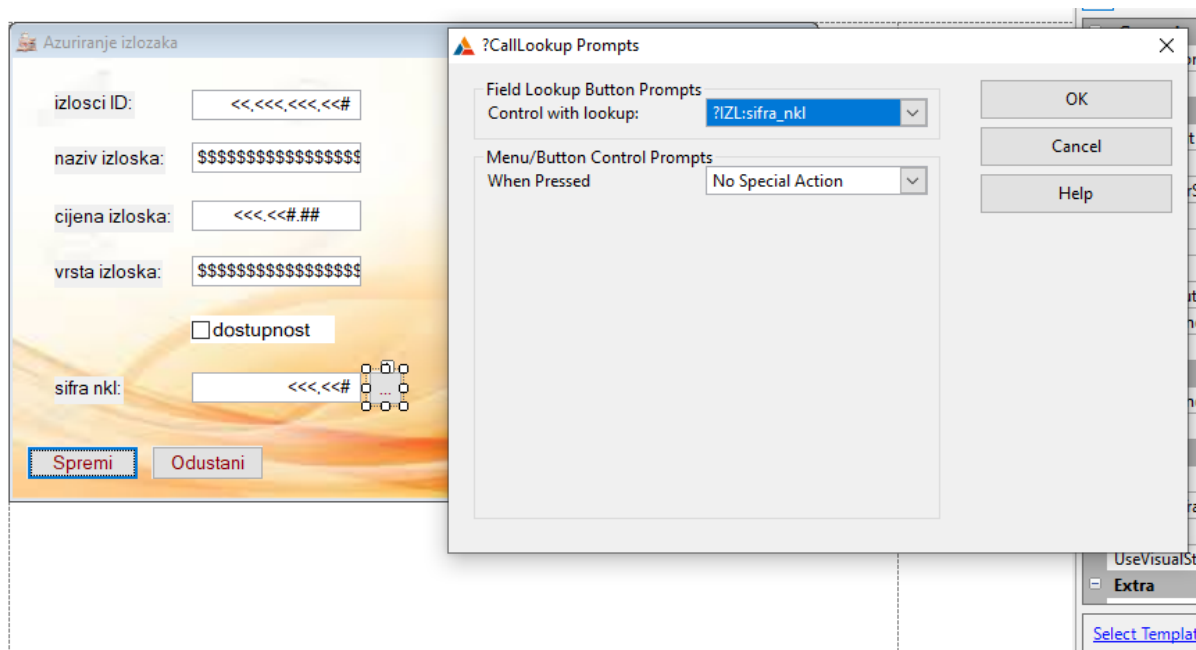 Azuriranje izlozaka
izlosci ID:
<<,<<<,<<<,<<#
naziv izloska:
$$$$$$$$$$$$$$$$$
cijena izloska:
<<<.<<#.##
vrsta izloska:
$$$$$$$$$$$$$$$$$
dostupnost
sifra nkl:
<<<,<<#
...
Spremi
Odustani
?CallLookup Prompts
Field Lookup Button Prompts
Control with lookup:
?IZL:sifra_nkl
Menu/Button Control Prompts
When Pressed
No Special Action
OK
Cancel
Help
UseVisualSt
Extra
Select Templat